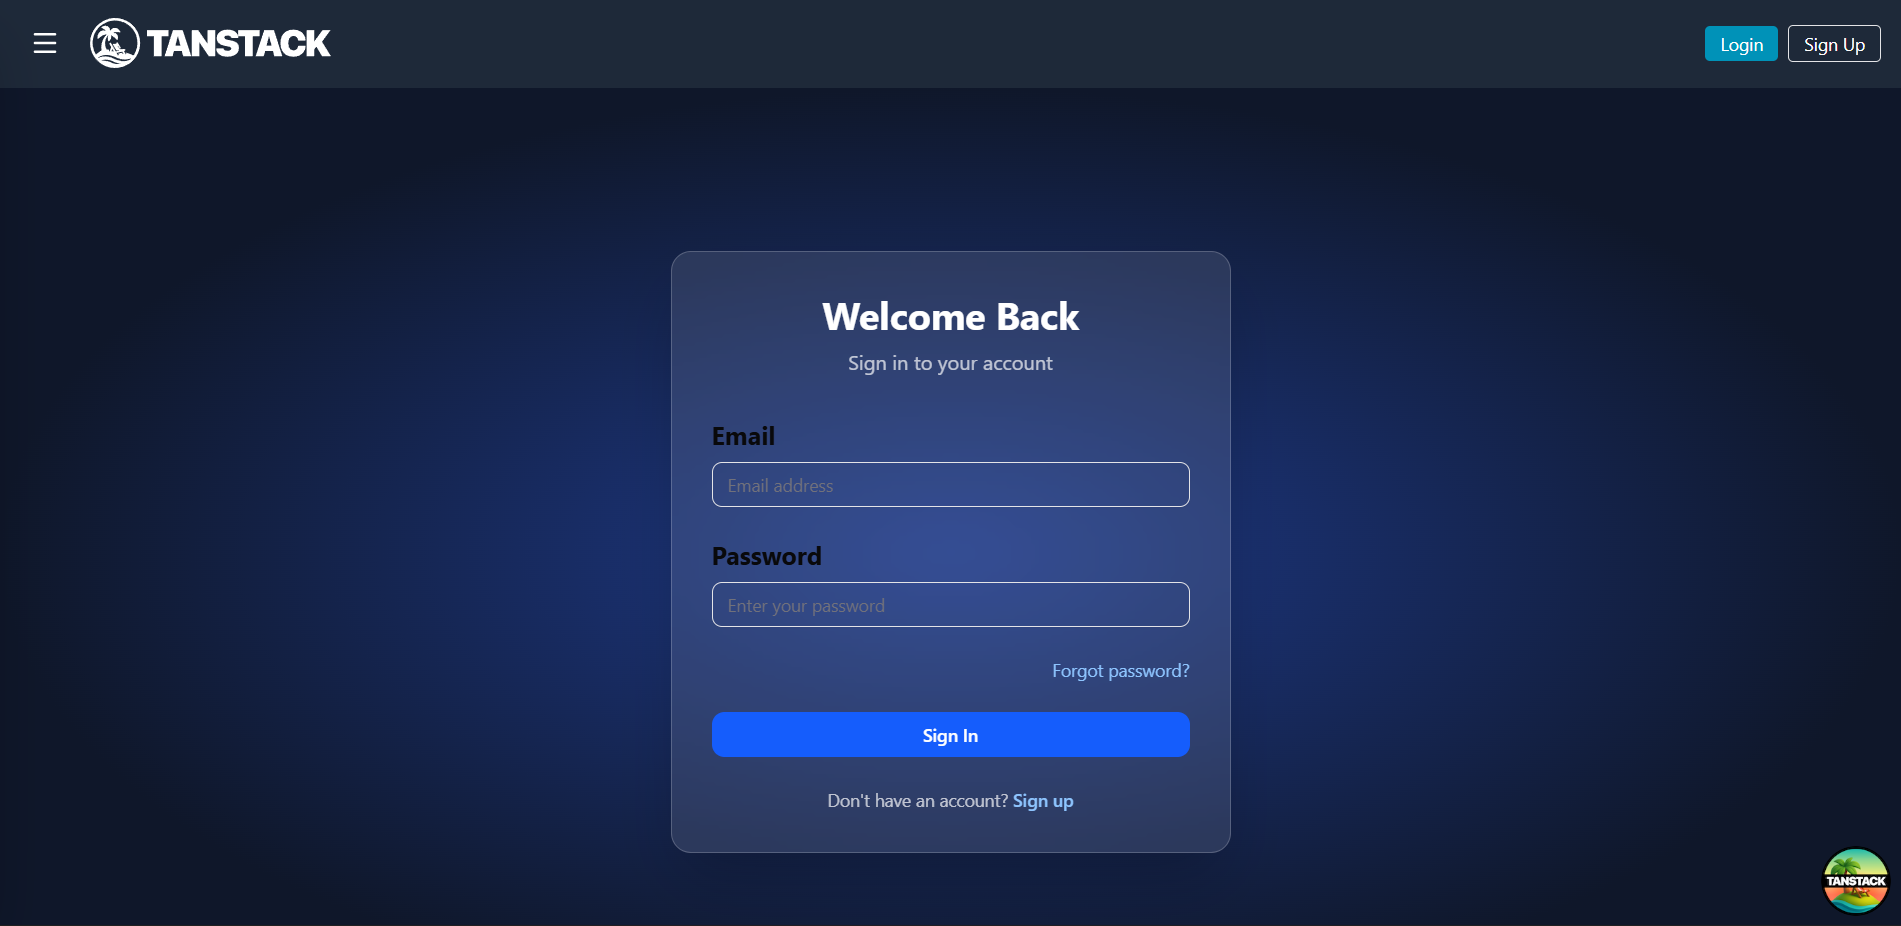 TANSTACK
Login
Sign Up
Welcome Back
Sign in to your account
Email
Email address
Password
Enter your password
Forgot password?
Sign In
Don't have an account? Sign up
TANSTACK